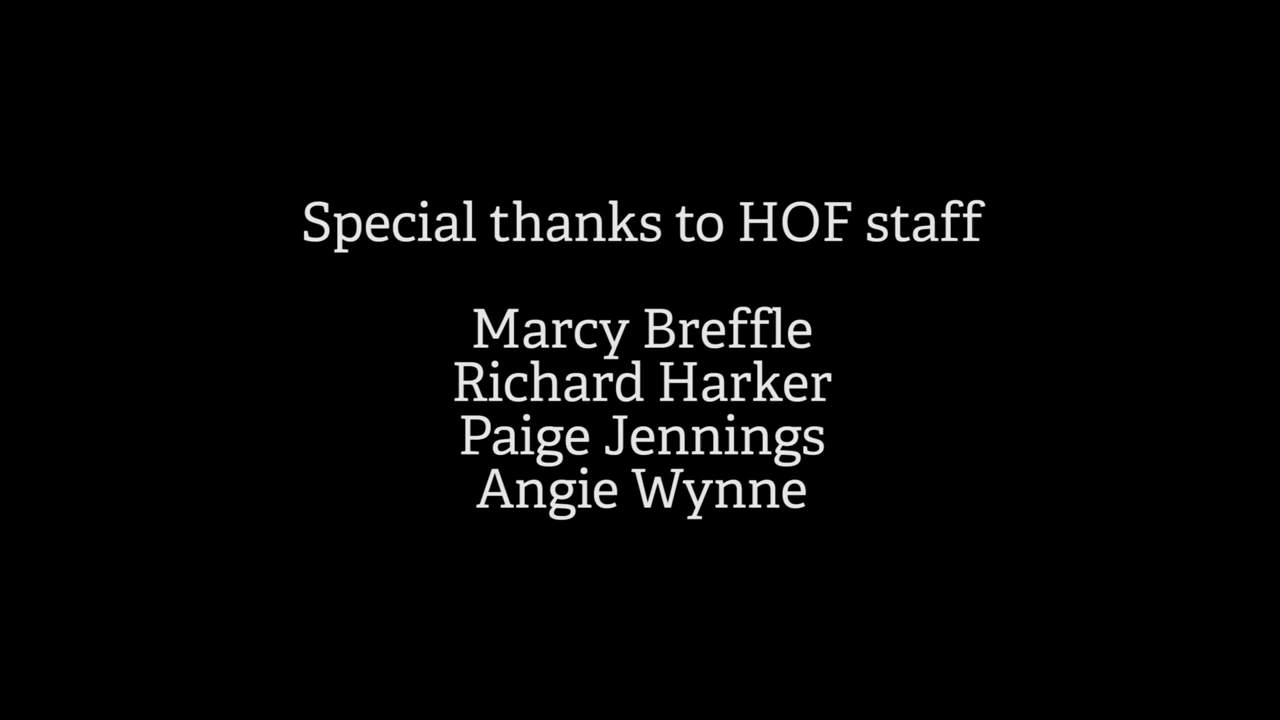 Special thanks to HOF staff
Marcy Breffle
Richard Harker
Paige Jennings
Angie Wynne